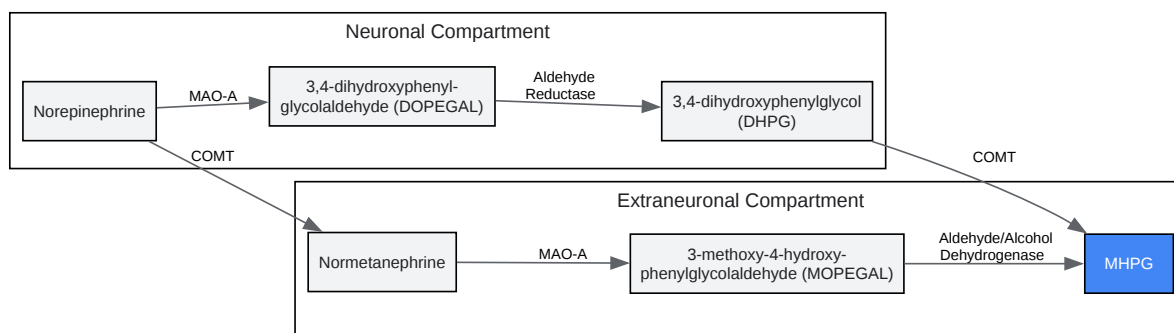 Neuronal Compartment
Norepinephrine
MAO-A
3,4-dihydroxyphenyl-
glycolaldehyde (DOPEGAL)
Aldehyde
Reductase
3,4-dihydroxyphenylglycol
(DHPG)
COMT
COMT
Extraneuronal Compartment
Normetanephrine
MAO-A
3-methoxy-4-hydroxy-
phenylglycolaldehyde (MOPEGAL)
Aldehyde/Alcohol
Dehydrogenase
MHPG